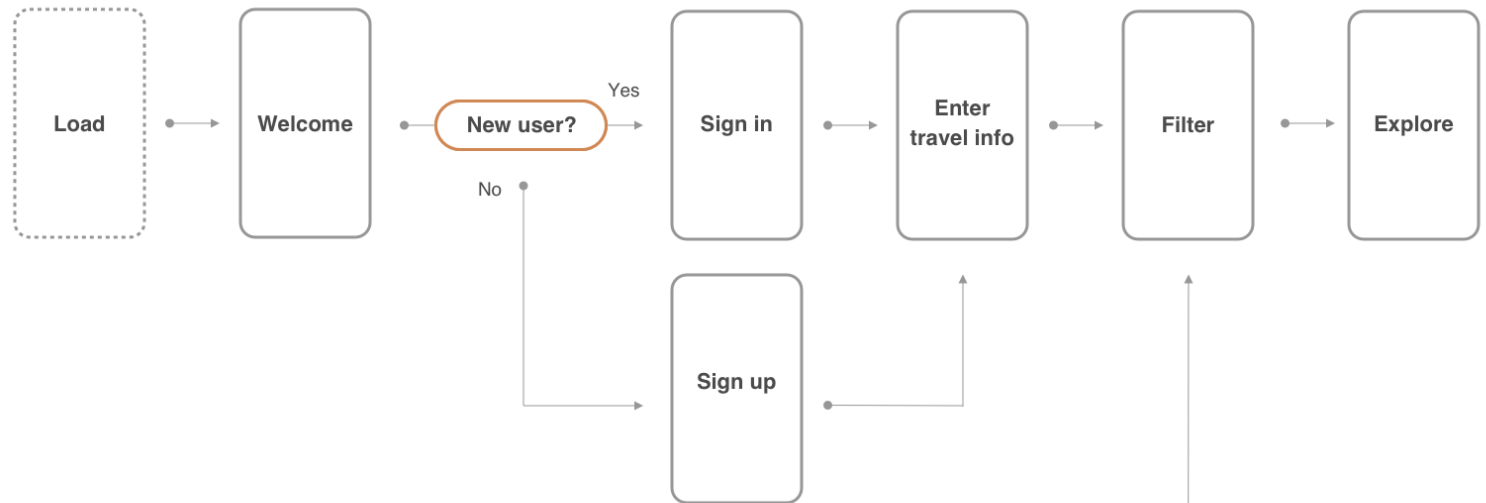 Load
Welcome
New user?
Yes
No
Sign in
Enter
travel info
Filter
Explore
Sign up